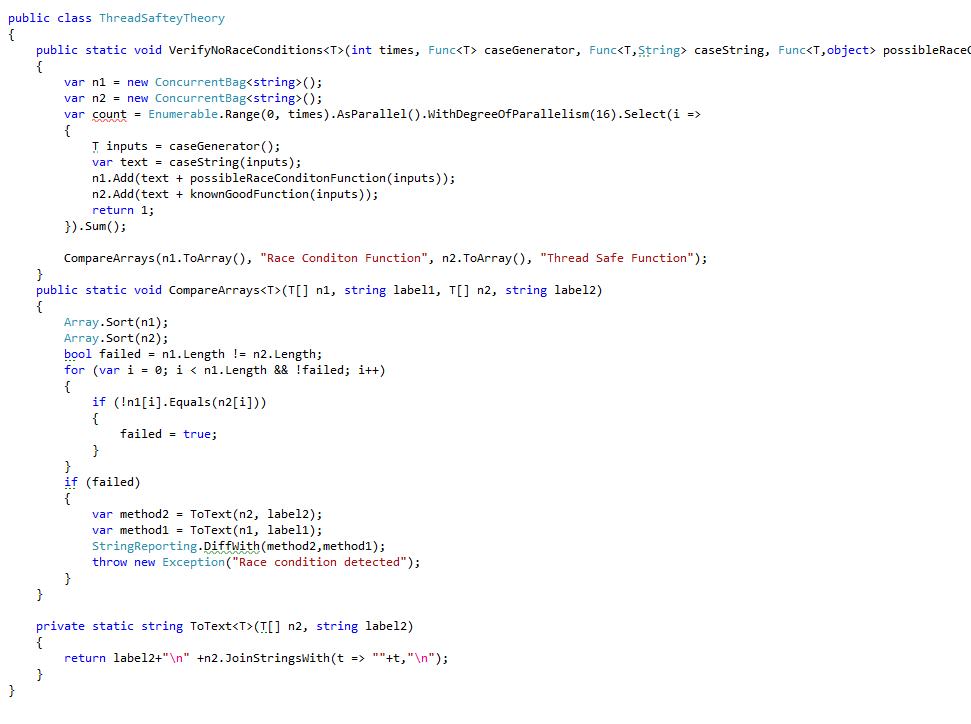 public class ThreadSafteyTheory
{
    public static void VerifyNoRaceConditions<T>(int times, Func<T> caseGenerator, Func<T,String> caseString, Func<T,object> possibleRaceC
    {
        var n1 = new ConcurrentBag<string>();
        var n2 = new ConcurrentBag<string>();
        var count = Enumerable.Range(0, times).AsParallel().WithDegreeOfParallelism(16).Select(i =>
        {
            T inputs = caseGenerator();
            var text = caseString(inputs);
            n1.Add(text + possibleRaceConditonFunction(inputs));
            n2.Add(text + knownGoodFunction(inputs));
            return 1;
        }).Sum();

        CompareArrays(n1.ToArray(), "Race Conditon Function", n2.ToArray(), "Thread Safe Function");
    }
    public static void CompareArrays<T>(T[] n1, string label1, T[] n2, string label2)
    {
        Array.Sort(n1);
        Array.Sort(n2);
        bool failed = n1.Length != n2.Length;
        for (var i = 0; i < n1.Length && !failed; i++)
        {
            if (!n1[i].Equals(n2[i]))
            {
                failed = true;
            }
        }
        if (failed)
        {
            var method2 = ToText(n2, label2);
            var method1 = ToText(n1, label1);
            StringReporting.DiffWith(method2,method1);
            throw new Exception("Race condition detected");
        }
    }

    private static string ToText<T>(T[] n2, string label2)
    {
        return label2+"\n" +n2.JoinStringsWith(t => ""+t,"\n");
    }
}